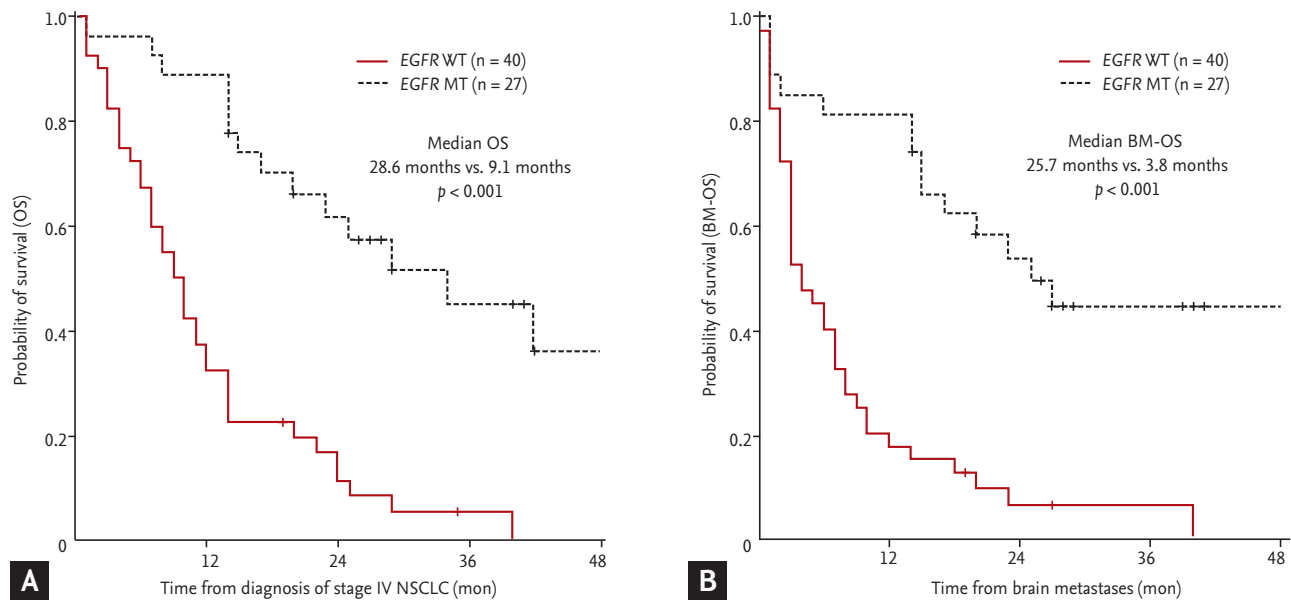 1.0
0.8
0.6
0.4
0.2
0
12
24
36
48
Probability of survival (OS)
Time from diagnosis of stage IV NSCLC (mon)
EGFR WT (n = 40)
EGFR MT (n = 27)
Median OS
28.6 months vs. 9.1 months
p < 0.001
A
1.0
0.8
0.6
0.4
0.2
0
12
24
36
48
Probability of survival (BM-OS)
Time from brain metastases (mon)
EGFR WT (n = 40)
EGFR MT (n = 27)
Median BM-OS
25.7 months vs. 3.8 months
p < 0.001
B